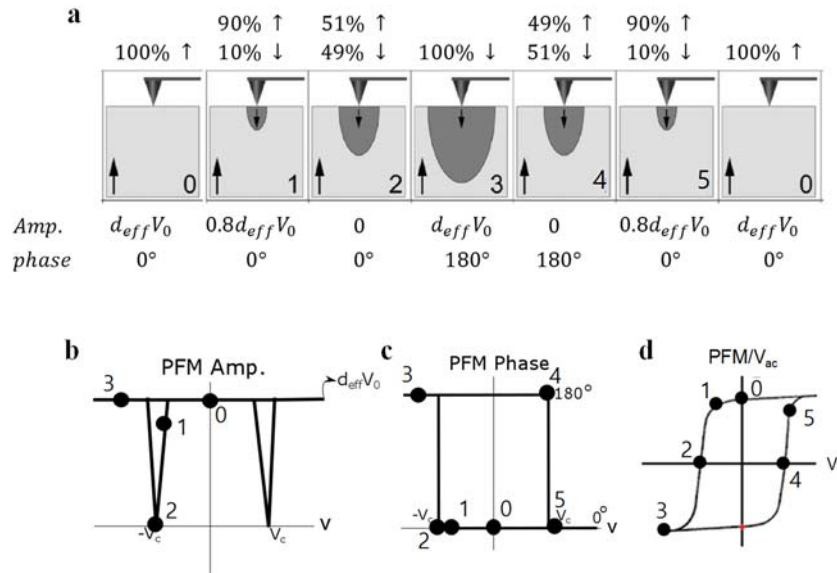 a
90% ↑ 51% ↑ 49% ↑ 90% ↑
100% ↑ 10% ↓ 49% ↓ 100% ↓ 51% ↓ 10% ↓ 100% ↑
0 1 2 3 4 5 0
Amp. d_eff V_0 0.8d_eff V_0 0 d_eff V_0 0 0.8d_eff V_0 d_eff V_0
phase 0° 0° 0° 180° 180° 0° 0°
b
PFM Amp.
d_eff V_0
3
0
1
2
-V_c
V_c
V
c
PFM Phase
3
4
180°
-V_c
1
0
5
V_c
0°
V
2
d
PFM/V_ac
1
0
5
2
V
4
3